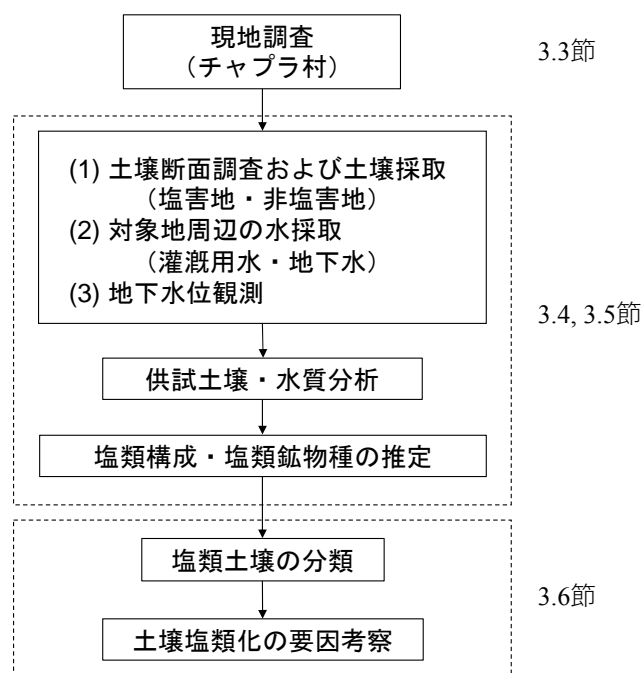 現地調査
（チャプラ村）
3.3節
(1) 土壌断面調査および土壌採取
（塩害地・非塩害地）
(2) 対象地周辺の水採取
（灌漑用水・地下水）
(3) 地下水位観測
3.4, 3.5節
供試土壌・水質分析
塩類構成・塩類鉱物種の推定
塩類土壌の分類
3.6節
土壌塩類化の要因考察